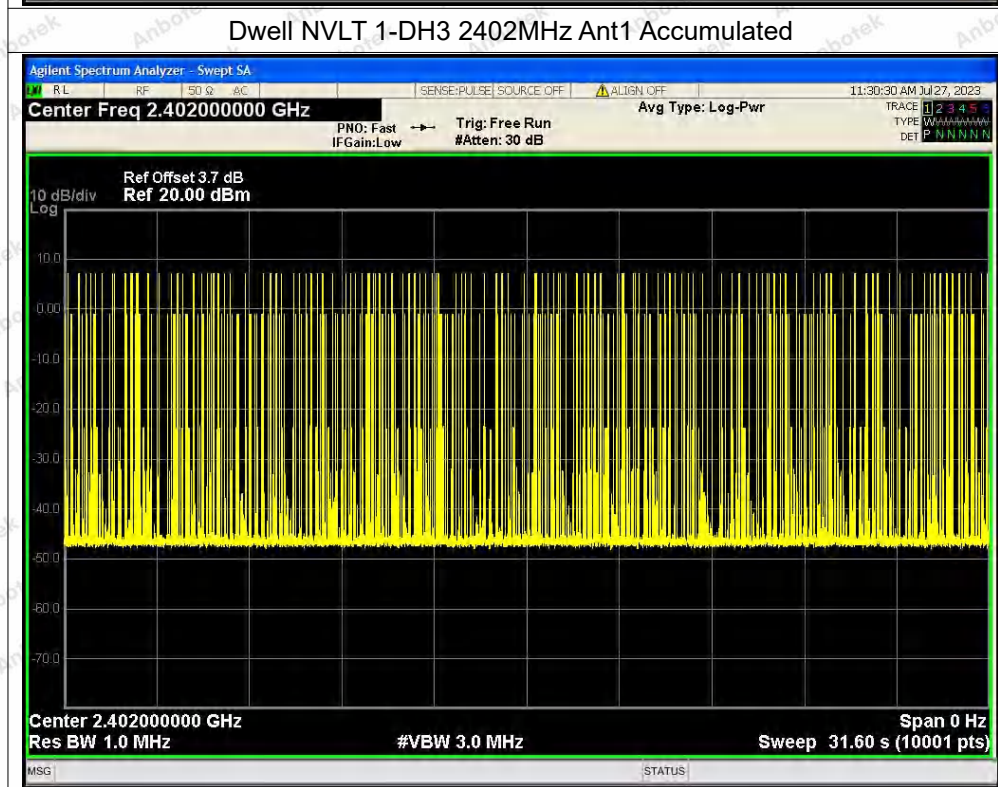 Dwell NVLT 1-DH3 2402MHz Ant1 Accumulated
Agilent Spectrum Analyzer - Swept SA
RL RF 50 Ω AC SENSE:PULSE SOURCE OFF ALIGN OFF 11:30:30 AM Jul 27, 2023
Center Freq 2.402000000 GHz Avg Type: Log-Pwr TRACE 1 2 3 4 5 6
PNO: Fast Trig: Free Run TYPE
IFGain:Low #Atten: 30 dB DET P N N N N N
Ref Offset 3.7 dB
10 dB/div Ref 20.00 dBm
Log
10.0
0.00
-10.0
-20.0
-30.0
-40.0
-50.0
-60.0
-70.0
Center 2.402000000 GHz Span 0 Hz
Res BW 1.0 MHz #VBW 3.0 MHz Sweep 31.60 s (10001 pts)
MSG STATUS
Anbotek